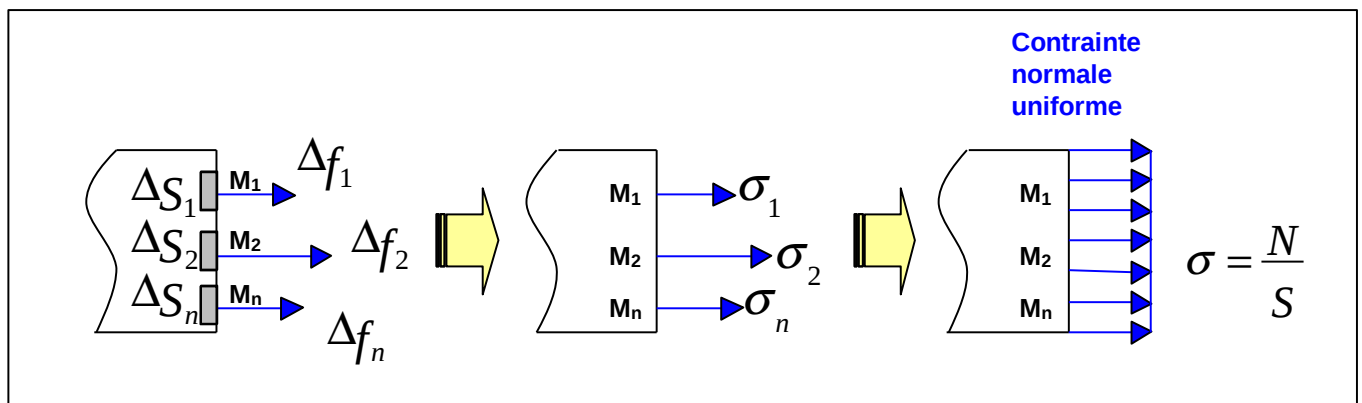 Contrainte
normale
uniforme
ΔS₁ M₁ Δf₁
ΔS₂ M₂ Δf₂
ΔSₙ Mₙ Δfₙ
M₁ σ₁
M₂ σ₂
Mₙ σₙ
M₁
M₂
Mₙ
σ = N/S